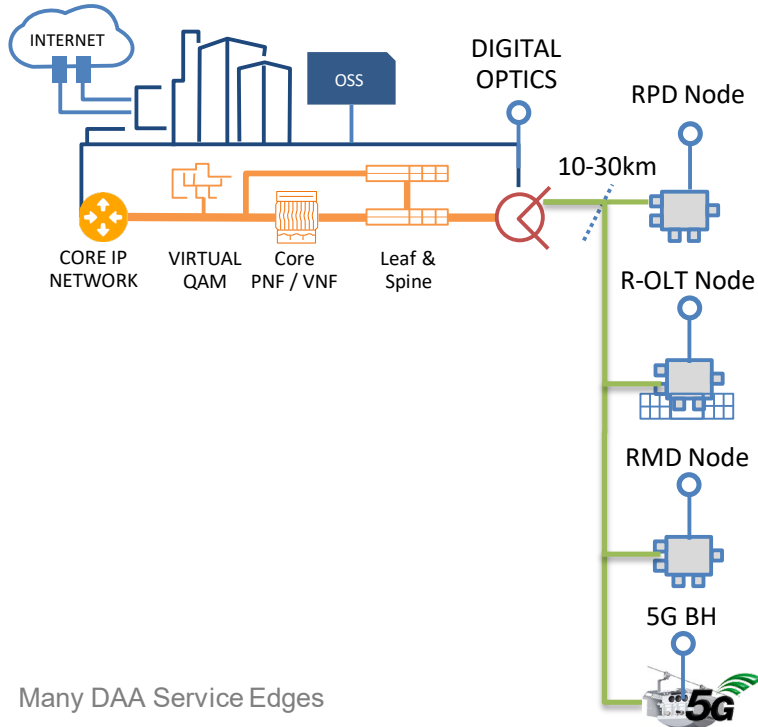 INTERNET
OSS
DIGITAL
OPTICS
RPD Node
10-30km
CORE IP
NETWORK
VIRTUAL
QAM
Core
PNF / VNF
Leaf &
Spine
R-OLT Node
RMD Node
5G BH
5G
Many DAA Service Edges